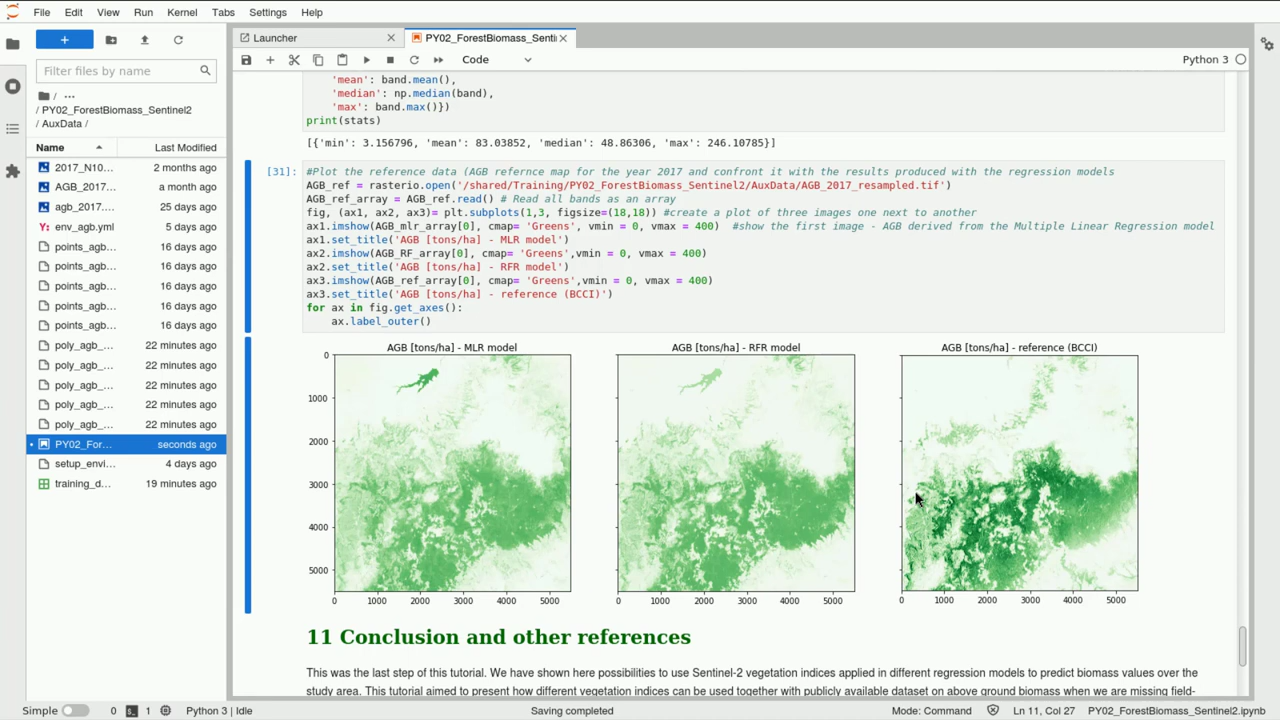 File Edit View Run Kernel Tabs Settings Help
Launcher
PY02_ForestBiomass_Senti
Filter files by name
Code
Python 3
/ ...
/ PY02_ForestBiomass_Sentinel2
/ AuxData /
Name Last Modified
2017_N10... 2 months ago
AGB_2017... a month ago
agb_2017.... 25 days ago
Y: env_agb.yml 5 days ago
points_agb... 16 days ago
points_agb... 16 days ago
points_agb... 16 days ago
points_agb... 16 days ago
points_agb... 16 days ago
poly_agb_... 22 minutes ago
poly_agb_... 22 minutes ago
poly_agb_... 22 minutes ago
poly_agb_... 22 minutes ago
poly_agb_... 22 minutes ago
PY02_For... seconds ago
setup_envi... 4 days ago
training_d... 19 minutes ago
'mean': band.mean(),
'median': np.median(band),
'max': band.max()})
print(stats)
[{'min': 3.156796, 'mean': 83.03852, 'median': 48.86306, 'max': 246.10785}]
[31]:
#Plot the reference data (AGB refernce map for the year 2017 and confront it with the results produced with the regression models
AGB_ref = rasterio.open('/shared/Training/PY02_ForestBiomass_Sentinel2/AuxData/AGB_2017_resampled.tif')
AGB_ref_array = AGB_ref.read() # Read all bands as an array
fig, (ax1, ax2, ax3)= plt.subplots(1,3, figsize=(18,18)) #create a plot of three images one next to another
ax1.imshow(AGB_mlr_array[0], cmap= 'Greens', vmin = 0, vmax = 400) #show the first image - AGB derived from the Multiple Linear Regression model
ax1.set_title('AGB [tons/ha] - MLR model')
ax2.imshow(AGB_RF_array[0], cmap= 'Greens',vmin = 0, vmax = 400)
ax2.set_title('AGB [tons/ha] - RFR model')
ax3.imshow(AGB_ref_array[0], cmap= 'Greens',vmin = 0, vmax = 400)
ax3.set_title('AGB [tons/ha] - reference (BCCI)')
for ax in fig.get_axes():
ax.label_outer()
AGB [tons/ha] - MLR model
AGB [tons/ha] - RFR model
AGB [tons/ha] - reference (BCCI)
0
1000
2000
3000
4000
5000
0 1000 2000 3000 4000 5000
0 1000 2000 3000 4000 5000
0 1000 2000 3000 4000 5000
11 Conclusion and other references
This was the last step of this tutorial. We have shown here possibilities to use Sentinel-2 vegetation indices applied in different regression models to predict biomass values over the
study area. This tutorial aimed to present how different vegetation indices can be used together with publicly available dataset on above ground biomass when we are missing field-
Simple 0 1 Python 3 | Idle Saving completed Mode: Command Ln 11, Col 27 PY02_ForestBiomass_Sentinel2.ipynb